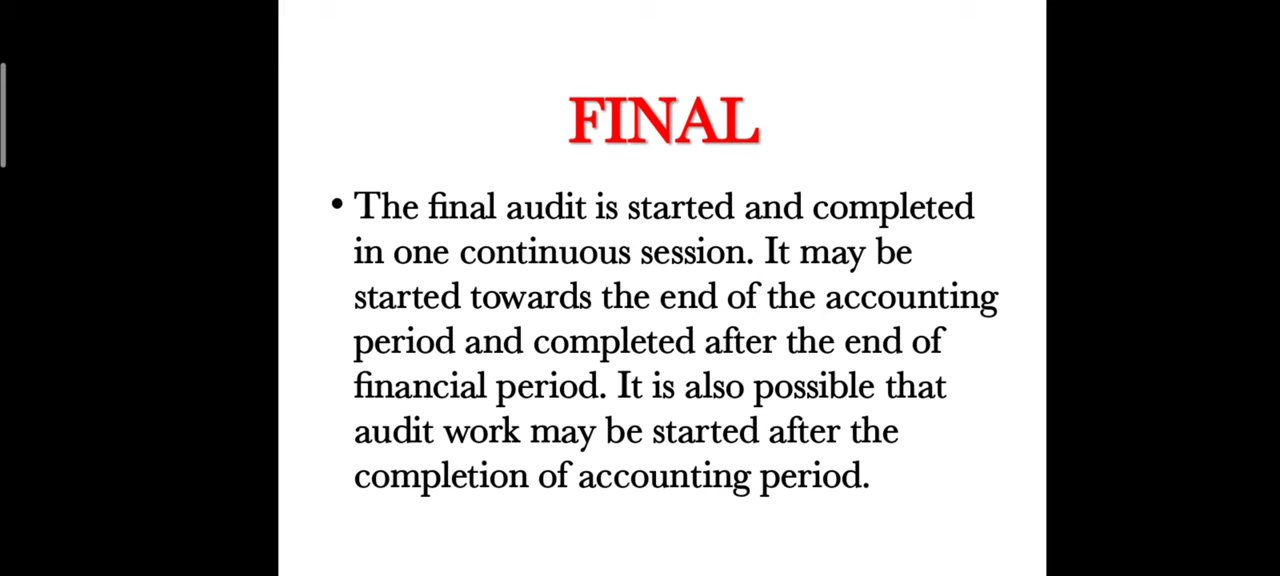 FINAL
• The final audit is started and completed
in one continuous session. It may be
started towards the end of the accounting
period and completed after the end of
financial period. It is also possible that
audit work may be started after the
completion of accounting period.